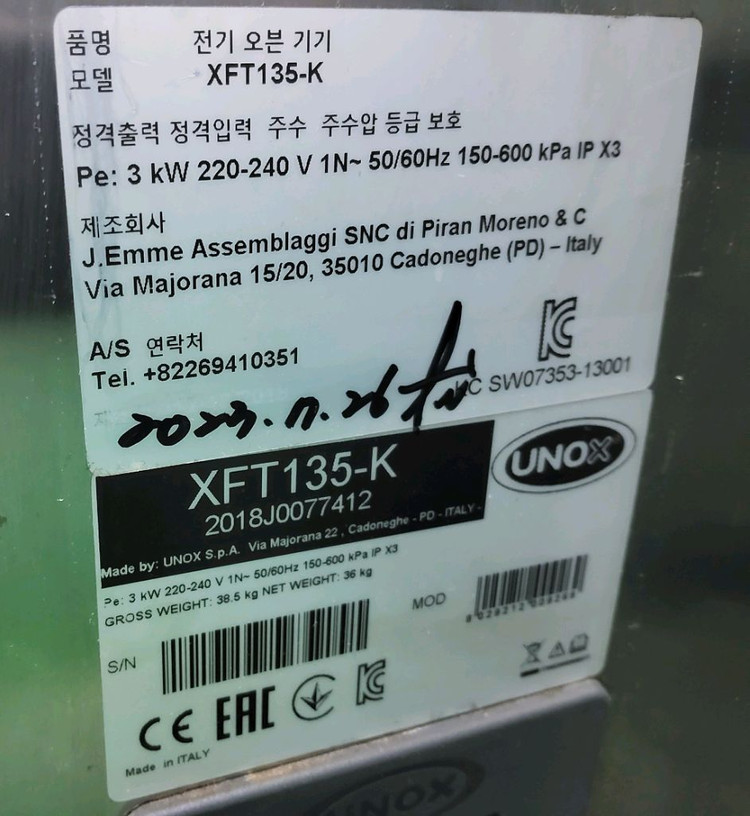 품명 전기 오븐 기기
모델 XFT135-K
정격출력 정격입력 주수 주수압 등급 보호
Pe: 3 kW 220-240 V 1N~ 50/60Hz 150-600 kPa IP X3
제조회사
J.Emme Assemblaggi SNC di Piran Moreno & C
Via Majorana 15/20, 35010 Cadoneghe (PD) – Italy
A/S 연락처
Tel. +82269410351
KC SW07353-13001
XFT135-K
2018J0077412
UNOX
Made by: UNOX S.p.A. Via Majorana 22 , Cadoneghe - PD - ITALY -
Pe: 3 kW 220-240 V 1N~ 50/60Hz 150-600 kPa IP X3
GROSS WEIGHT: 38.5 kg NET WEIGHT: 36 kg
MOD
S/N
CE EAC KC
Made in ITALY
UNOX